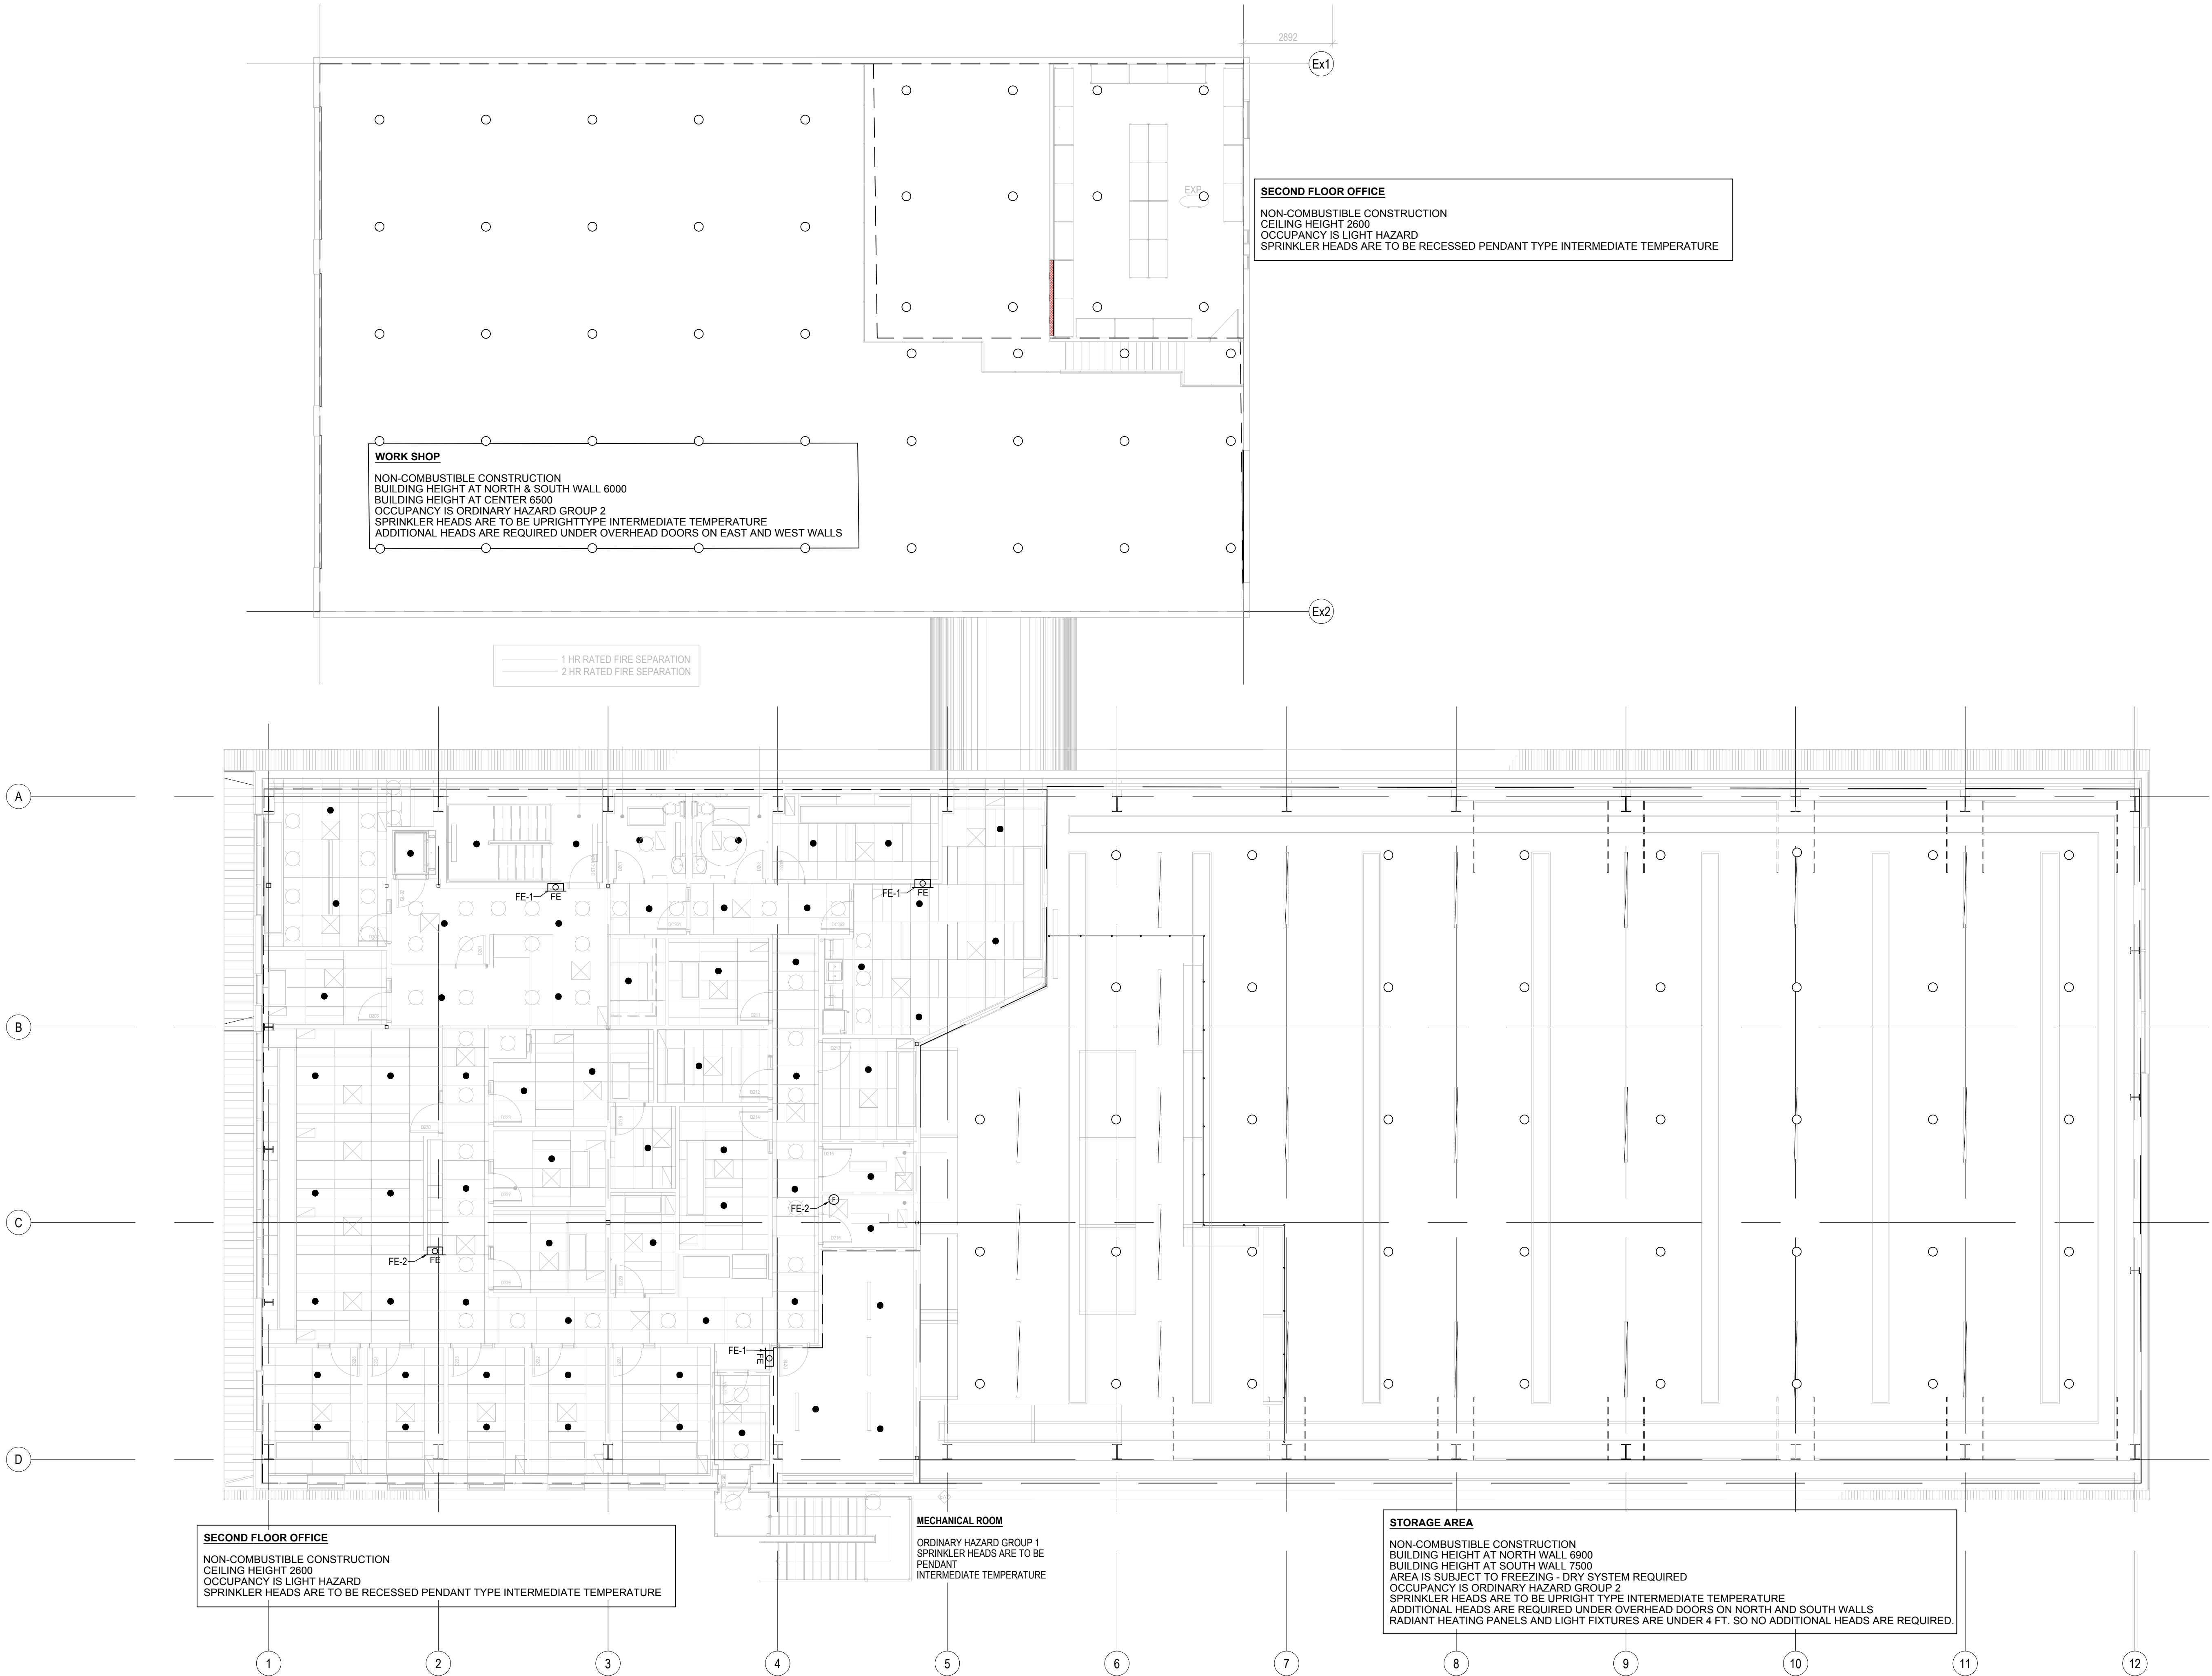 2892
Ex1
EXP
SECOND FLOOR OFFICE
NON-COMBUSTIBLE CONSTRUCTION
CEILING HEIGHT 2600
OCCUPANCY IS LIGHT HAZARD
SPRINKLER HEADS ARE TO BE RECESSED PENDANT TYPE INTERMEDIATE TEMPERATURE
WORK SHOP
NON-COMBUSTIBLE CONSTRUCTION
BUILDING HEIGHT AT NORTH & SOUTH WALL 6000
BUILDING HEIGHT AT CENTER 6500
OCCUPANCY IS ORDINARY HAZARD GROUP 2
SPRINKLER HEADS ARE TO BE UPRIGHTTYPE INTERMEDIATE TEMPERATURE
ADDITIONAL HEADS ARE REQUIRED UNDER OVERHEAD DOORS ON EAST AND WEST WALLS
Ex2
1 HR RATED FIRE SEPARATION
2 HR RATED FIRE SEPARATION
A
FE-1
FE
FE-1
FE
B
FE-2
F
C
FE-2
FE
FE-1
FE
D
SECOND FLOOR OFFICE
NON-COMBUSTIBLE CONSTRUCTION
CEILING HEIGHT 2600
OCCUPANCY IS LIGHT HAZARD
SPRINKLER HEADS ARE TO BE RECESSED PENDANT TYPE INTERMEDIATE TEMPERATURE
MECHANICAL ROOM
ORDINARY HAZARD GROUP 1
SPRINKLER HEADS ARE TO BE
PENDANT
INTERMEDIATE TEMPERATURE
STORAGE AREA
NON-COMBUSTIBLE CONSTRUCTION
BUILDING HEIGHT AT NORTH WALL 6900
BUILDING HEIGHT AT SOUTH WALL 7500
AREA IS SUBJECT TO FREEZING - DRY SYSTEM REQUIRED
OCCUPANCY IS ORDINARY HAZARD GROUP 2
SPRINKLER HEADS ARE TO BE UPRIGHT TYPE INTERMEDIATE TEMPERATURE
ADDITIONAL HEADS ARE REQUIRED UNDER OVERHEAD DOORS ON NORTH AND SOUTH WALLS
RADIANT HEATING PANELS AND LIGHT FIXTURES ARE UNDER 4 FT. SO NO ADDITIONAL HEADS ARE REQUIRED.
1
2
3
4
5
6
7
8
9
10
11
12